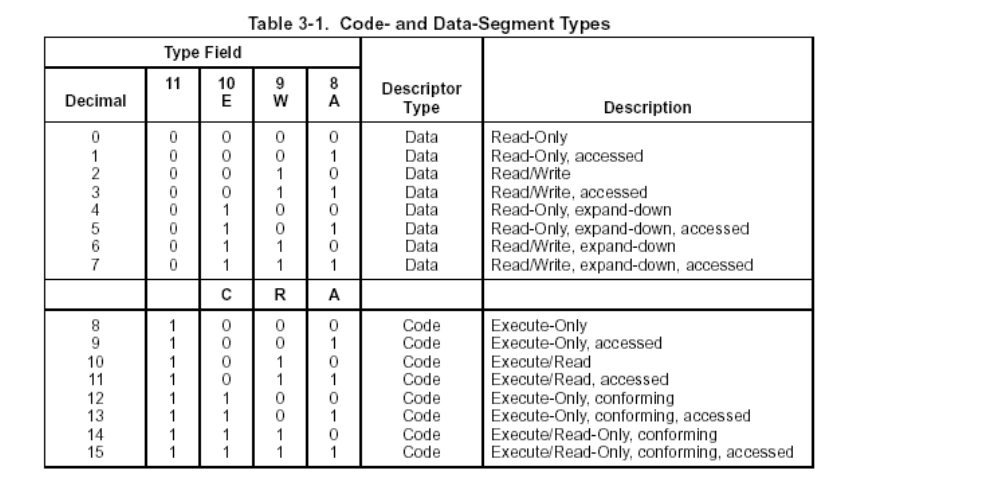 Table 3-1. Code- and Data-Segment Types
Type Field
Decimal 11 10 E 9 W 8 A Descriptor Type Description
0 0 0 0 0 Data Read-Only
1 0 0 0 1 Data Read-Only, accessed
2 0 0 1 0 Data Read/Write
3 0 0 1 1 Data Read/Write, accessed
4 0 1 0 0 Data Read-Only, expand-down
5 0 1 0 1 Data Read-Only, expand-down, accessed
6 0 1 1 0 Data Read/Write, expand-down
7 0 1 1 1 Data Read/Write, expand-down, accessed
C R A
8 1 0 0 0 Code Execute-Only
9 1 0 0 1 Code Execute-Only, accessed
10 1 0 1 0 Code Execute/Read
11 1 0 1 1 Code Execute/Read, accessed
12 1 1 0 0 Code Execute-Only, conforming
13 1 1 0 1 Code Execute-Only, conforming, accessed
14 1 1 1 0 Code Execute/Read-Only, conforming
15 1 1 1 1 Code Execute/Read-Only, conforming, accessed